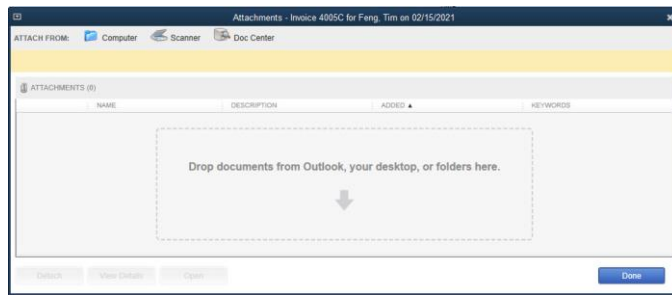 Attachments - Invoice 4005C for Feng, Tim on 02/15/2021
ATTACH FROM: Computer Scanner Doc Center
ATTACHMENTS (0)
NAME DESCRIPTION ADDED ▲ KEYWORDS
Drop documents from Outlook, your desktop, or folders here.
Detach View Details Open Done